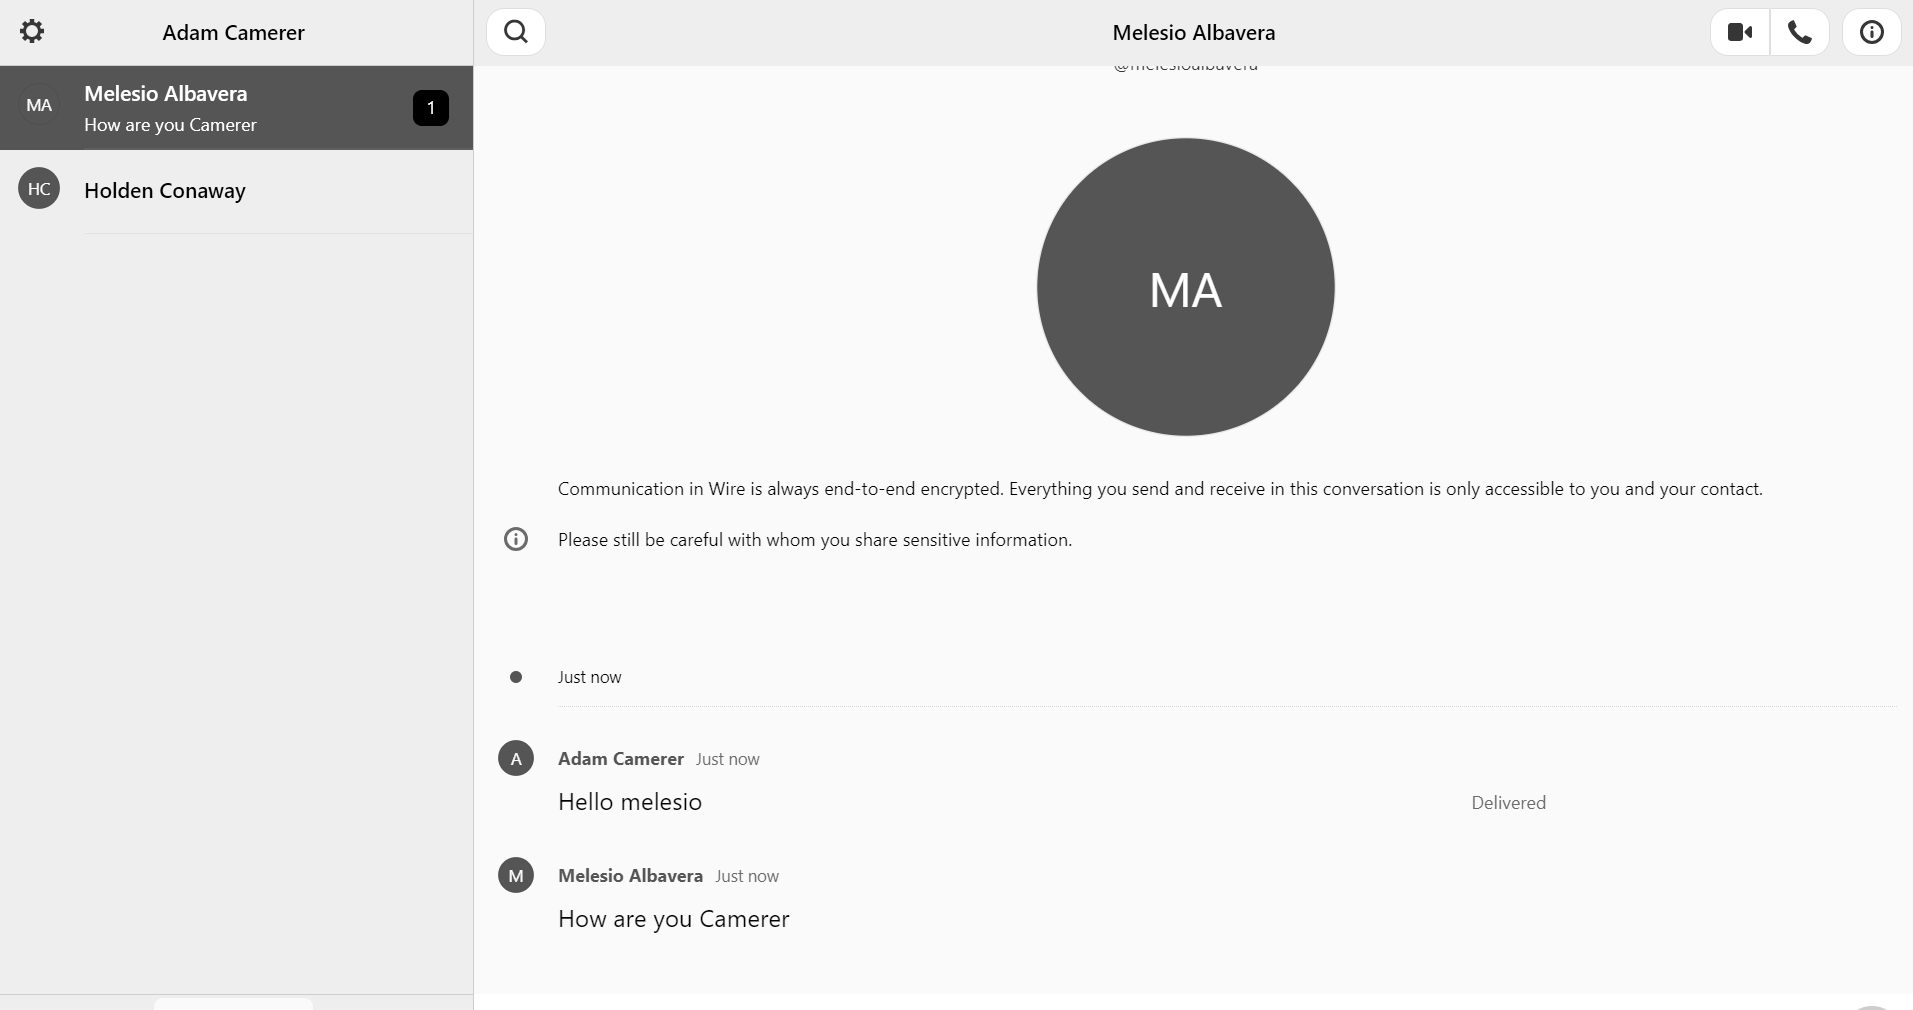 Adam Camerer
MA
Melesio Albavera
How are you Camerer
1
HC
Holden Conaway
Melesio Albavera
@melesioalbavera
MA
Communication in Wire is always end-to-end encrypted. Everything you send and receive in this conversation is only accessible to you and your contact.
Please still be careful with whom you share sensitive information.
Just now
A
Adam Camerer Just now
Hello melesio
Delivered
M
Melesio Albavera Just now
How are you Camerer